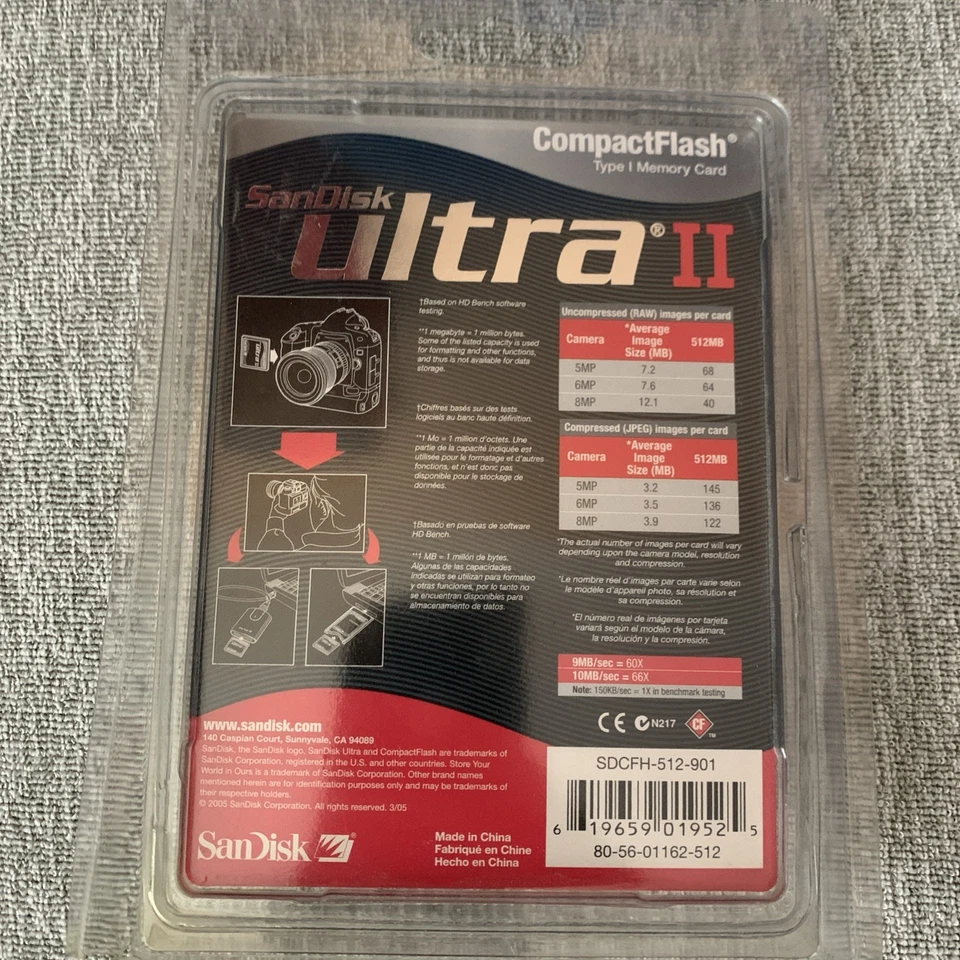 CompactFlash®
Type I Memory Card
SanDisk
ultra® II
†Based on HD Bench software
testing.
**1 megabyte = 1 million bytes.
Some of the listed capacity is used
for formatting and other functions,
and thus is not available for data
storage.
†Chiffres basés sur des tests
logiciels au banc haute définition.
**1 Mo = 1 million d'octets. Une
partie de la capacité indiquée est
utilisée pour le formatage et d'autres
fonctions, et n'est donc pas
disponible pour le stockage de
données.
†Basado en pruebas de software
HD Bench.
**1 MB = 1 millón de bytes.
Algunas de las capacidades
indicadas se utilizan para formateo
y otras funciones, por lo tanto no
se encuentran disponibles para
almacenamiento de datos.
Uncompressed (RAW) images per card
Camera *Average Image Size (MB) 512MB
5MP 7.2 68
6MP 7.6 64
8MP 12.1 40
Compressed (JPEG) images per card
Camera *Average Image Size (MB) 512MB
5MP 3.2 145
6MP 3.5 136
8MP 3.9 122
*The actual number of images per card will vary
depending upon the camera model, resolution
and compression.
*Le nombre réel d'images par carte varie selon
le modèle d'appareil photo, sa résolution et
sa compression.
*El número real de imágenes por tarjeta
variará según el modelo de la cámara,
la resolución y la compresión.
9MB/sec = 60X
10MB/sec = 66X
Note: 150KB/sec = 1X in benchmark testing
CE N217 CF™
www.sandisk.com
140 Caspian Court, Sunnyvale, CA 94089
SanDisk, the SanDisk logo, SanDisk Ultra and CompactFlash are trademarks of
SanDisk Corporation, registered in the U.S. and other countries. Store Your
World in Ours is a trademark of SanDisk Corporation. Other brand names
mentioned herein are for identification purposes only and may be trademarks of
their respective holders.
© 2005 SanDisk Corporation. All rights reserved. 3/05
SanDisk
Made in China
Fabriqué en Chine
Hecho en China
SDCFH-512-901
6 19659 01952 5
80-56-01162-512